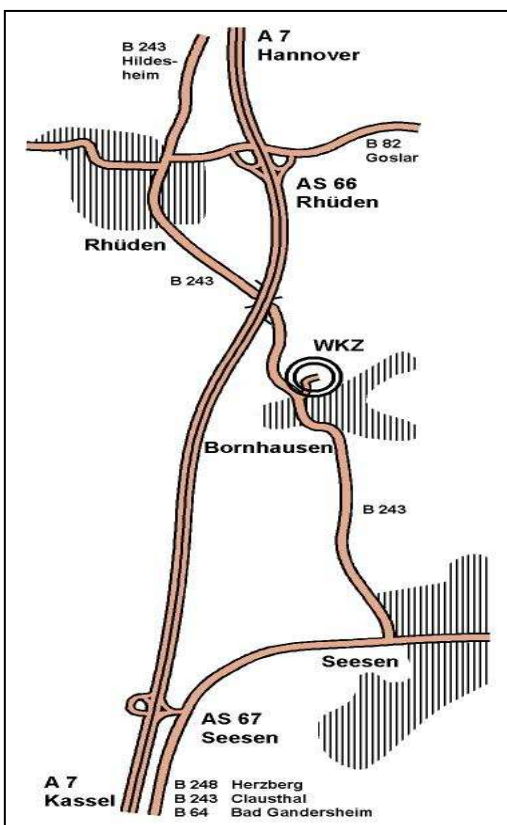 B 243
Hildes-
heim
A 7
Hannover
B 82
Goslar
AS 66
Rhüden
Rhüden
B 243
WKZ
Bornhausen
B 243
Seesen
AS 67
Seesen
A 7
Kassel
B 248 Herzberg
B 243 Clausthal
B 64 Bad Gandersheim